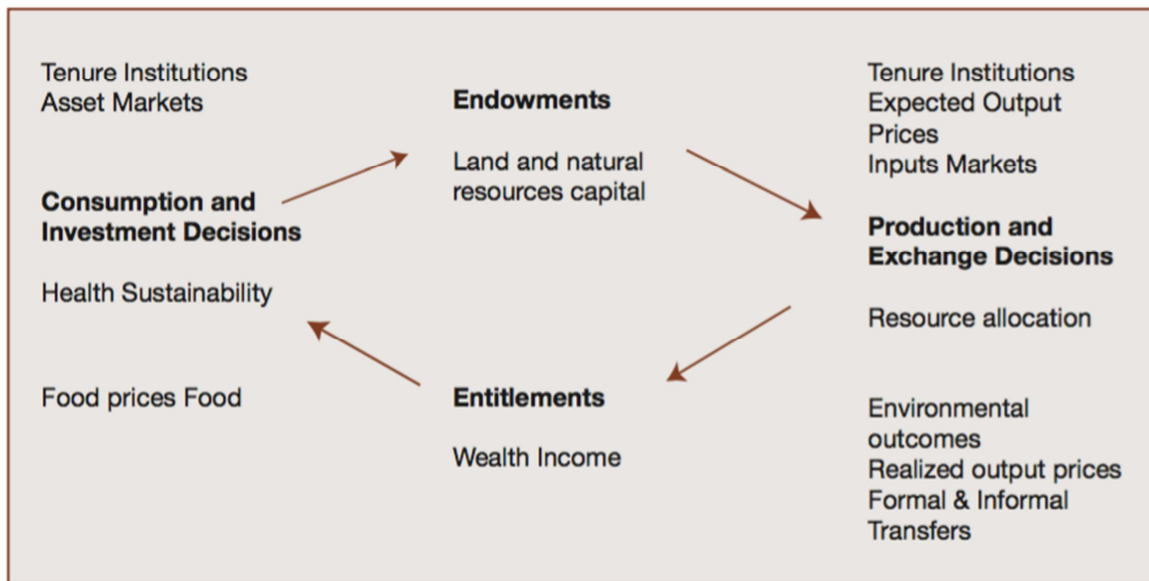 Tenure Institutions
Asset Markets
Endowments
Land and natural
resources capital
Tenure Institutions
Expected Output
Prices
Inputs Markets
Consumption and
Investment Decisions
Health Sustainability
Production and
Exchange Decisions
Resource allocation
Food prices Food
Entitlements
Wealth Income
Environmental
outcomes
Realized output prices
Formal & Informal
Transfers